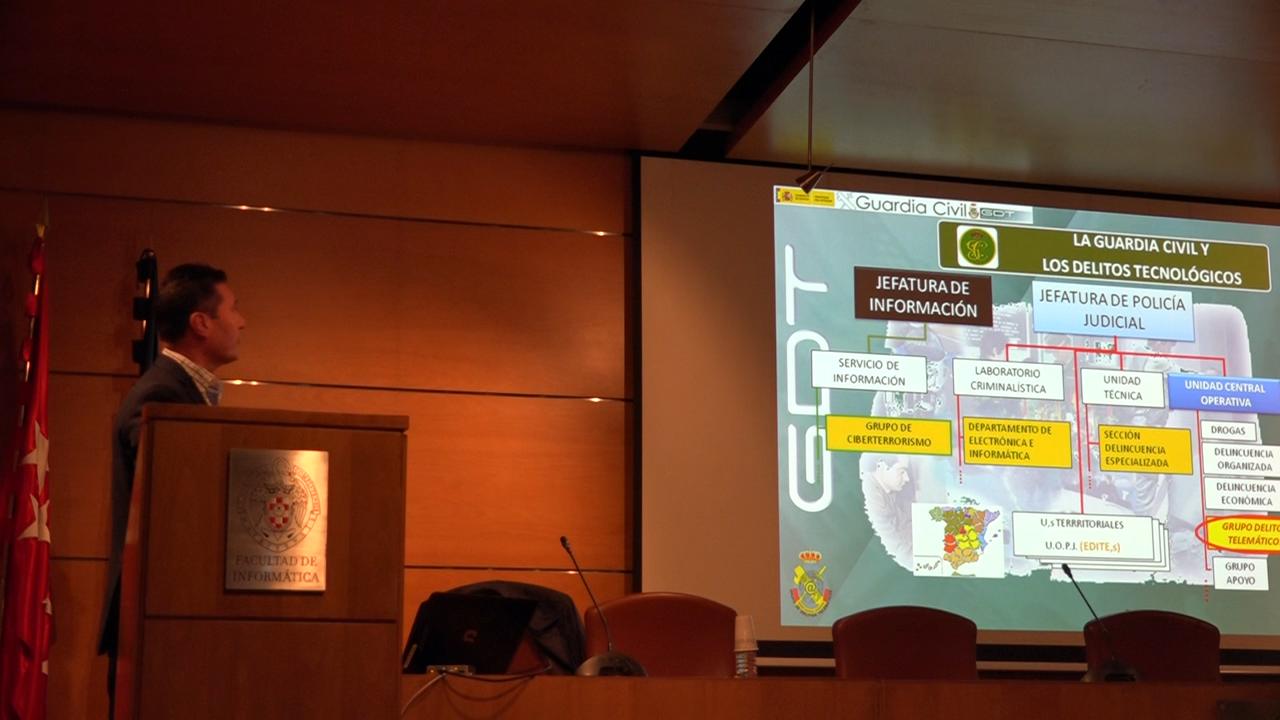 Guardia Civil GDT
LA GUARDIA CIVIL Y
LOS DELITOS TECNOLÓGICOS
GDT
JEFATURA DE
INFORMACIÓN
JEFATURA DE POLICÍA
JUDICIAL
SERVICIO DE
INFORMACIÓN
LABORATORIO
CRIMINALÍSTICA
UNIDAD
TÉCNICA
UNIDAD CENTRAL
OPERATIVA
GRUPO DE
CIBERTERRORISMO
DEPARTAMENTO DE
ELECTRÓNICA E
INFORMÁTICA
SECCIÓN
DELINCUENCIA
ESPECIALIZADA
DROGAS
DELINCUENCIA
ORGANIZADA
DELINCUENCIA
ECONÓMICA
GRUPO DELITO
TELEMÁTICO
GRUPO
APOYO
U,s TERRRITORIALES
U.O.P.J. (EDITE,s)
FACULTAD DE
INFORMÁTICA